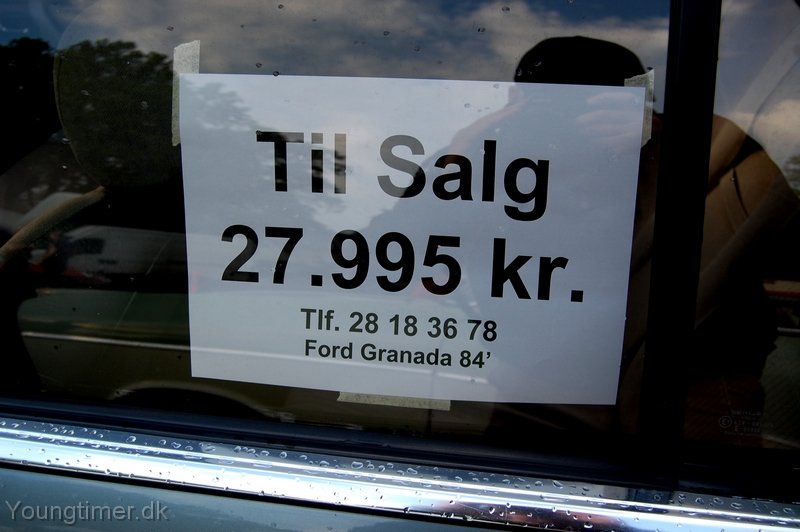 Til Salg
27.995 kr.
Tlf. 28 18 36 78
Ford Granada 84'
Youngtimer.dk